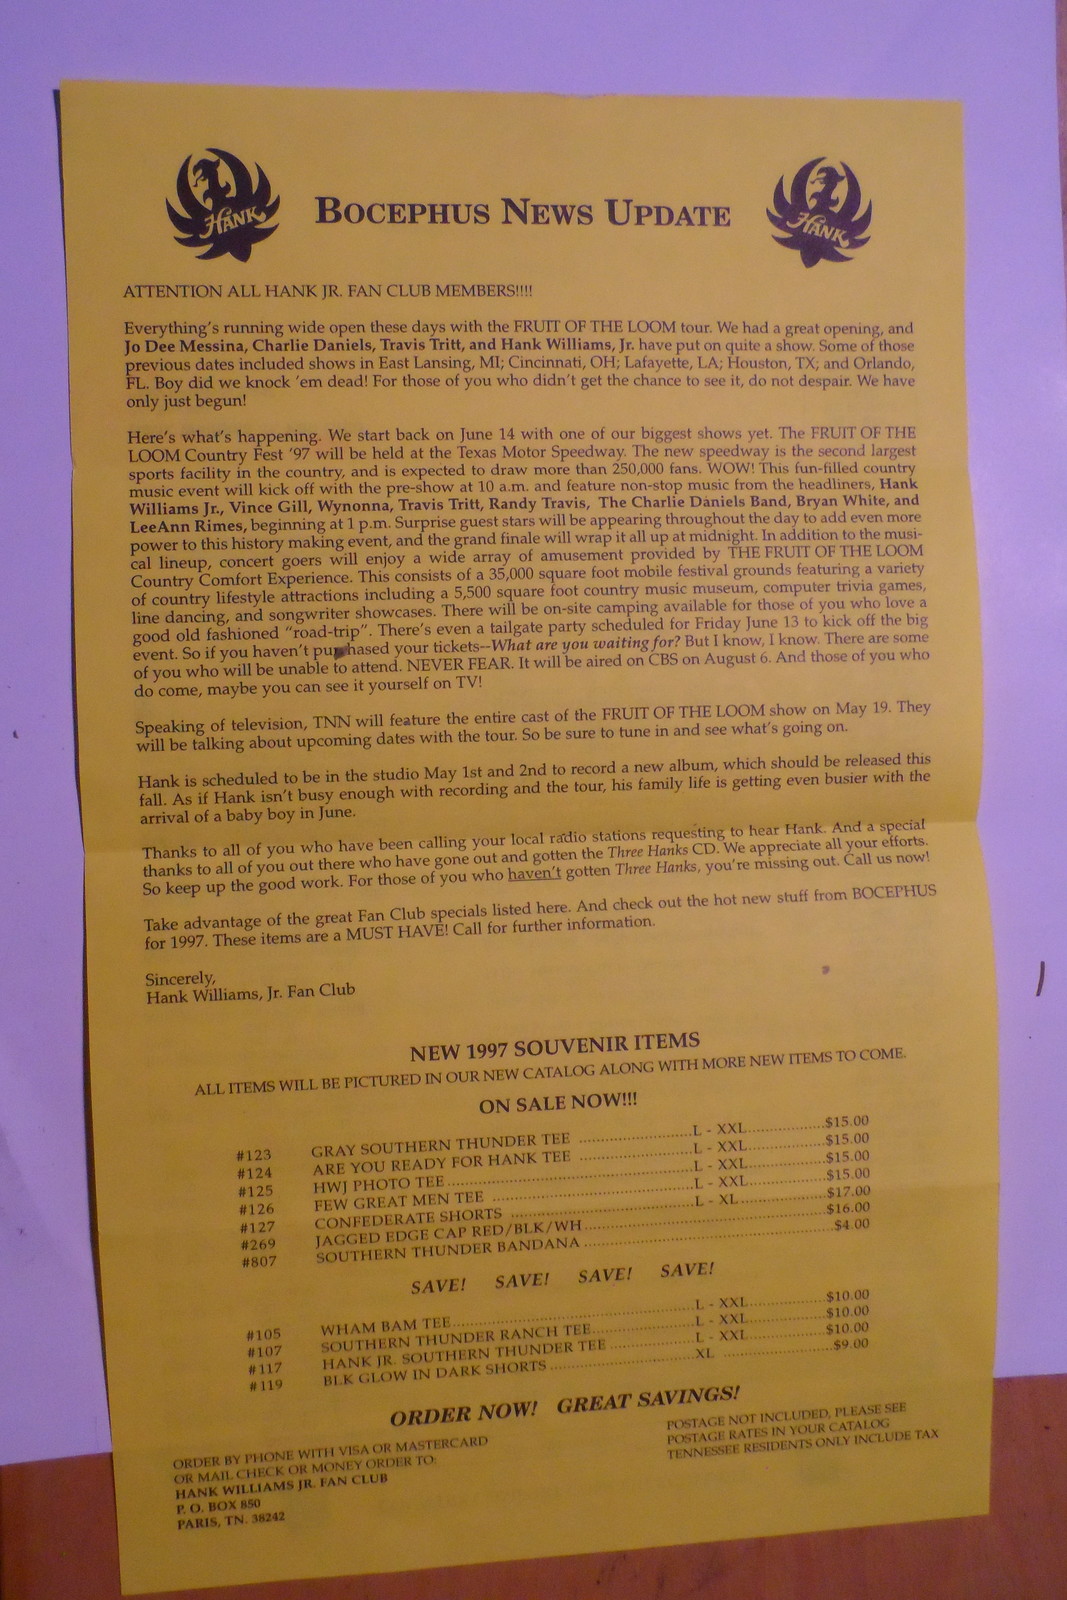 HANK
BOCEPHUS NEWS UPDATE
HANK
ATTENTION ALL HANK JR. FAN CLUB MEMBERS!!!!
Everything's running wide open these days with the FRUIT OF THE LOOM tour. We had a great opening, and
Jo Dee Messina, Charlie Daniels, Travis Tritt, and Hank Williams, Jr. have put on quite a show. Some of those
previous dates included shows in East Lansing, MI; Cincinnati, OH; Lafayette, LA; Houston, TX; and Orlando,
FL. Boy did we knock 'em dead! For those of you who didn't get the chance to see it, do not despair. We have
only just begun!
Here's what's happening. We start back on June 14 with one of our biggest shows yet. The FRUIT OF THE
LOOM Country Fest '97 will be held at the Texas Motor Speedway. The new speedway is the second largest
sports facility in the country, and is expected to draw more than 250,000 fans. WOW! This fun-filled country
music event will kick off with the pre-show at 10 a.m. and feature non-stop music from the headliners, Hank
Williams Jr., Vince Gill, Wynonna, Travis Tritt, Randy Travis, The Charlie Daniels Band, Bryan White, and
LeeAnn Rimes, beginning at 1 p.m. Surprise guest stars will be appearing throughout the day to add even more
power to this history making event, and the grand finale will wrap it all up at midnight. In addition to the musi-
cal lineup, concert goers will enjoy a wide array of amusement provided by THE FRUIT OF THE LOOM
Country Comfort Experience. This consists of a 35,000 square foot mobile festival grounds featuring a variety
of country lifestyle attractions including a 5,500 square foot country music museum, computer trivia games,
line dancing, and songwriter showcases. There will be on-site camping available for those of you who love a
good old fashioned "road-trip". There's even a tailgate party scheduled for Friday June 13 to kick off the big
event. So if you haven't purchased your tickets--What are you waiting for? But I know, I know. There are some
of you who will be unable to attend. NEVER FEAR. It will be aired on CBS on August 6. And those of you who
do come, maybe you can see it yourself on TV!
Speaking of television, TNN will feature the entire cast of the FRUIT OF THE LOOM show on May 19. They
will be talking about upcoming dates with the tour. So be sure to tune in and see what's going on.
Hank is scheduled to be in the studio May 1st and 2nd to record a new album, which should be released this
fall. As if Hank isn't busy enough with recording and the tour, his family life is getting even busier with the
arrival of a baby boy in June.
Thanks to all of you who have been calling your local radio stations requesting to hear Hank. And a special
thanks to all of you out there who have gone out and gotten the Three Hanks CD. We appreciate all your efforts.
So keep up the good work. For those of you who haven't gotten Three Hanks, you're missing out. Call us now!
Take advantage of the great Fan Club specials listed here. And check out the hot new stuff from BOCEPHUS
for 1997. These items are a MUST HAVE! Call for further information.
Sincerely,
Hank Williams, Jr. Fan Club
NEW 1997 SOUVENIR ITEMS
ALL ITEMS WILL BE PICTURED IN OUR NEW CATALOG ALONG WITH MORE NEW ITEMS TO COME.
ON SALE NOW!!!
#123 GRAY SOUTHERN THUNDER TEE ........ L - XXL ........ $15.00
#124 ARE YOU READY FOR HANK TEE ........ L - XXL ........ $15.00
#125 HWJ PHOTO TEE ........ L - XXL ........ $15.00
#126 FEW GREAT MEN TEE ........ L - XXL ........ $15.00
#127 CONFEDERATE SHORTS ........ L - XL ........ $17.00
#269 JAGGED EDGE CAP RED/BLK/WH ........ $16.00
#807 SOUTHERN THUNDER BANDANA ........ $4.00
SAVE! SAVE! SAVE! SAVE!
#105 WHAM BAM TEE ........ L - XXL ........ $10.00
#107 SOUTHERN THUNDER RANCH TEE ........ L - XXL ........ $10.00
#117 HANK JR. SOUTHERN THUNDER TEE ........ L - XXL ........ $10.00
#119 BLK GLOW IN DARK SHORTS ........ XL ........ $9.00
ORDER NOW! GREAT SAVINGS!
ORDER BY PHONE WITH VISA OR MASTERCARD
OR MAIL CHECK OR MONEY ORDER TO:
HANK WILLIAMS JR. FAN CLUB
P. O. BOX 850
PARIS, TN. 38242
POSTAGE NOT INCLUDED, PLEASE SEE
POSTAGE RATES IN YOUR CATALOG
TENNESSEE RESIDENTS ONLY INCLUDE TAX